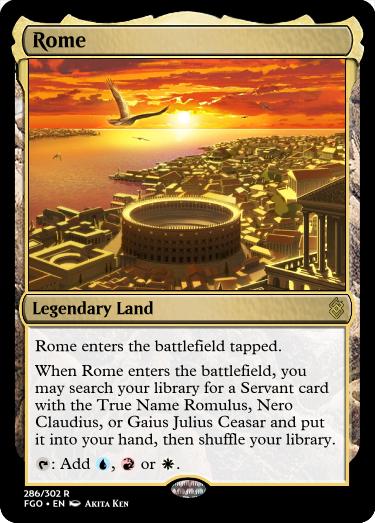 Rome
Legendary Land
Rome enters the battlefield tapped.
When Rome enters the battlefield, you
may search your library for a Servant card
with the True Name Romulus, Nero
Claudius, or Gaius Julius Ceasar and put
it into your hand, then shuffle your library.
: Add , or .
286/302 R
FGO • EN Akita Ken